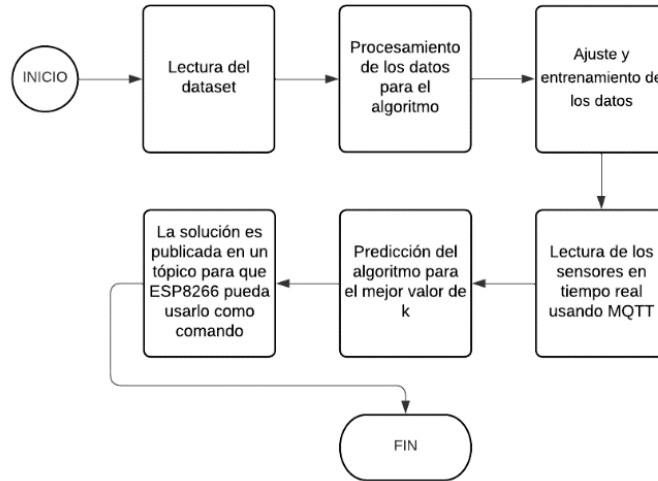 INICIO
Lectura del
dataset
Procesamiento
de los datos
para el
algoritmo
Ajuste y
entrenamiento de
los datos
Lectura de los
sensores en
tiempo real
usando MQTT
Predicción del
algoritmo para
el mejor valor de
k
La solución es
publicada en un
tópico para que
ESP8266 pueda
usarlo como
comando
FIN